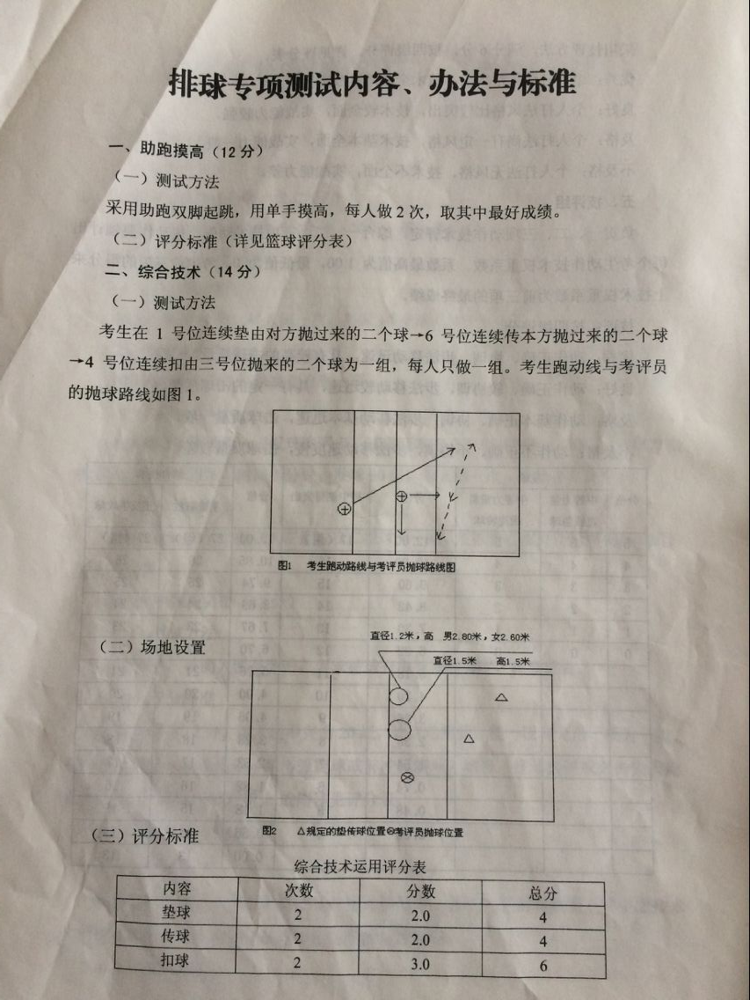 排球专项测试内容、办法与标准
一、助跑摸高（12 分）
（一）测试方法
采用助跑双脚起跳，用单手摸高，每人做 2 次，取其中最好成绩。
（二）评分标准（详见篮球评分表）
二、综合技术（14 分）
（一）测试方法
考生在 1 号位连续垫由对方抛过来的二个球→6 号位连续传本方抛过来的二个球
→4 号位连续扣由三号位抛来的二个球为一组，每人只做一组。考生跑动线与考评员
的抛球路线如图 1。
图1 考生跑动路线与考评员抛球路线图
（二）场地设置
直径1.2米，高 男2.80米，女2.60米
直径1.5米 高1.5米
图2 △规定的垫传球位置⊗考评员抛球位置
（三）评分标准
综合技术运用评分表
内容 次数 分数 总分
垫球 2 2.0 4
传球 2 2.0 4
扣球 2 3.0 6